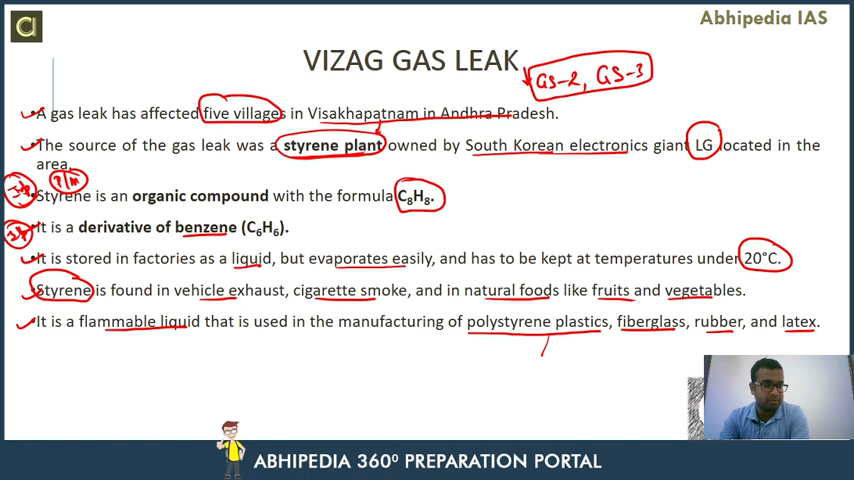 Abhipedia IAS
a
VIZAG GAS LEAK
GS-2, GS-3
• A gas leak has affected five villages in Visakhapatnam in Andhra Pradesh.
• The source of the gas leak was a styrene plant owned by South Korean electronics giant LG located in the
area.
• Styrene is an organic compound with the formula C₈H₈.
• It is a derivative of benzene (C₆H₆).
• It is stored in factories as a liquid, but evaporates easily, and has to be kept at temperatures under 20°C.
• Styrene is found in vehicle exhaust, cigarette smoke, and in natural foods like fruits and vegetables.
• It is a flammable liquid that is used in the manufacturing of polystyrene plastics, fiberglass, rubber, and latex.
ABHIPEDIA 360⁰ PREPARATION PORTAL